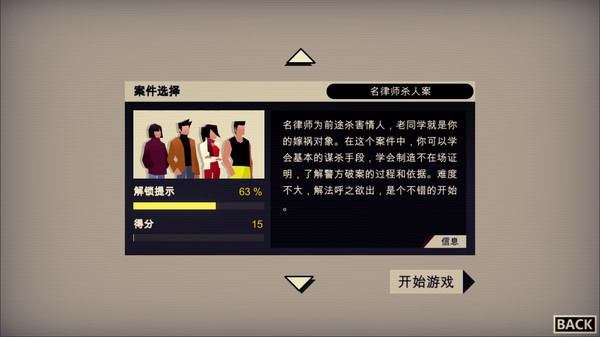 案件选择
名律师杀人案
名律师为前途杀害情人，老同学就是你
的嫁祸对象。在这个案件中，你可以学
会基本的谋杀手段，学会制造不在场证
明，了解警方破案的过程和依据。难度
不大，解法呼之欲出，是个不错的开始
。
解锁提示 63 %
得分 15
信息
开始游戏
BACK